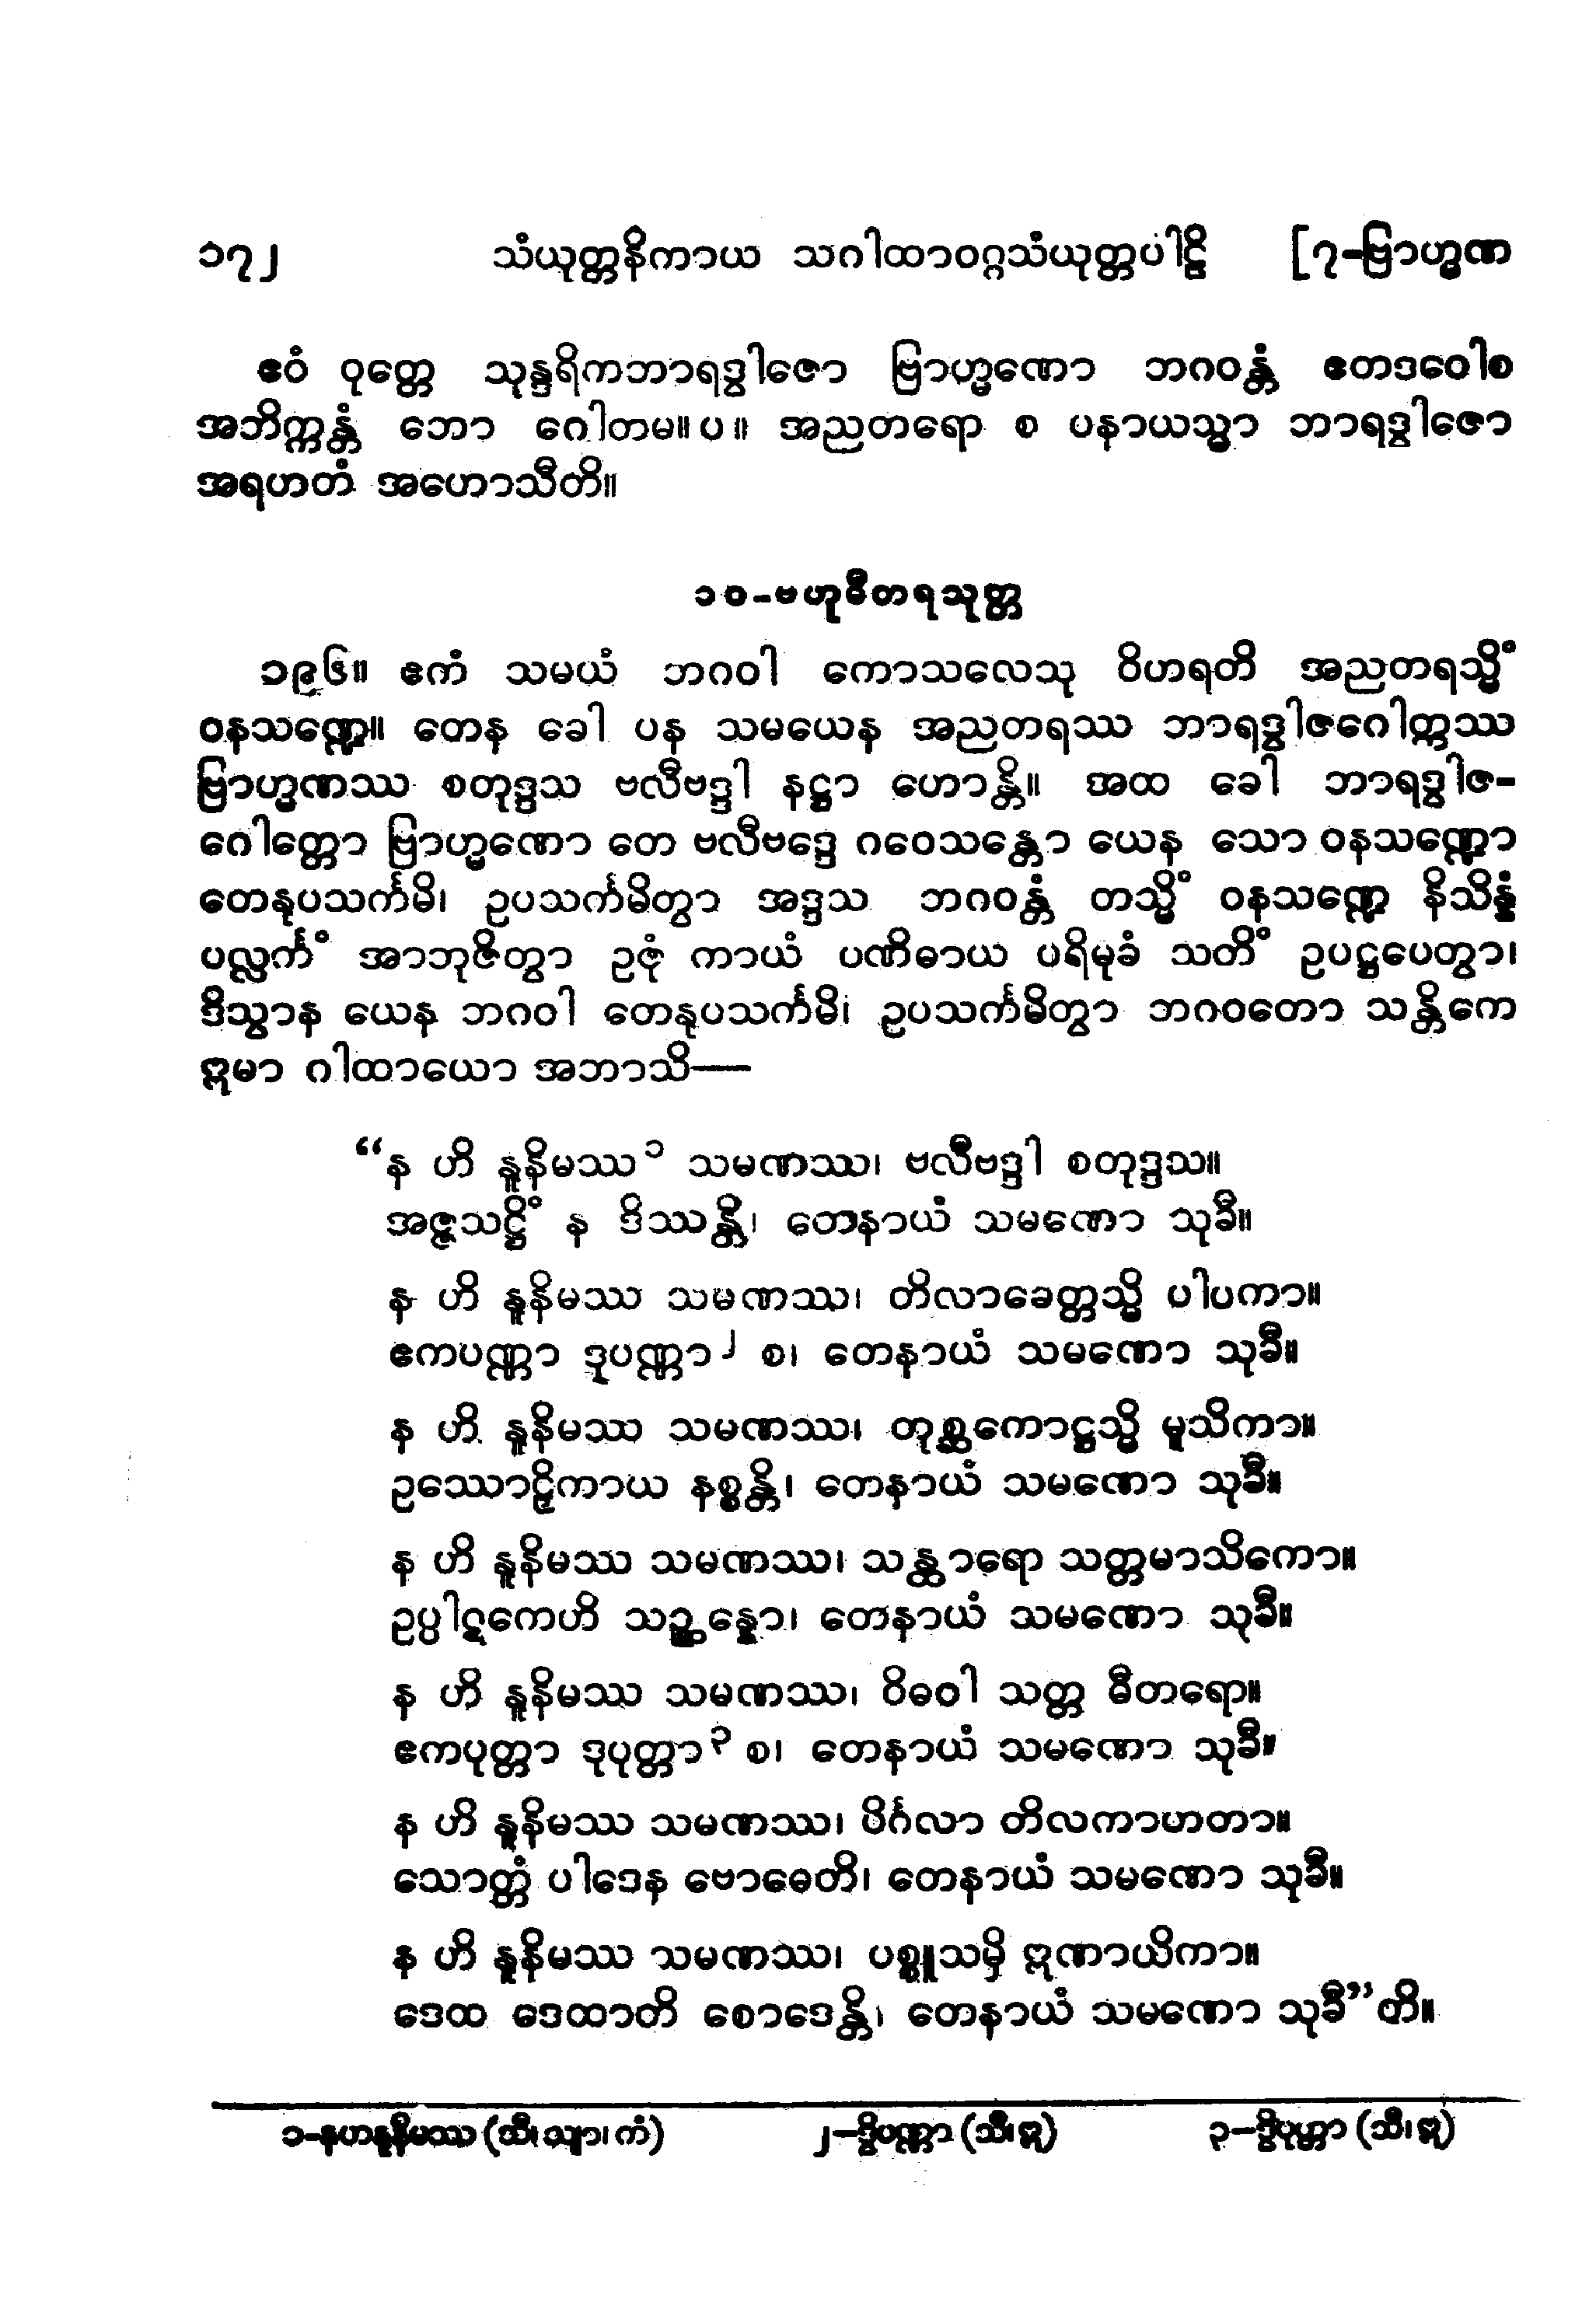 ၁၇၂ သံယုတ္တနိကာယ သဂါထာဝဂ္ဂသံယုတ္တပါဠိ [၇-ဗြာဟ္မဏ
ဧဝံ ဝုတ္တေ သုန္ဒရိကဘာရဒွါဇော ဗြာဟ္မဏော ဘဂဝန္တံ ဧတဒဝေါစ
အဘိက္ကန္တံ ဘော ဂေါတမ။ ပ ။ အညတရော စ ပနာယသ္မာ ဘာရဒွါဇော
အရဟတံ အဟောသီတိ။
၁၀-ဗဟုဓီတရသုတ္တ
၁၉၆။ ဧကံ သမယံ ဘဂဝါ ကောသလေသု ဝိဟရတိ အညတရသ္မိံ
ဝနသဏ္ဍေ။ တေန ခေါ ပန သမယေန အညတရဿ ဘာရဒွါဇဂေါတ္တဿ
ဗြာဟ္မဏဿ စတုဒ္ဒသ ဗလီဗဒ္ဒါ နဋ္ဌာ ဟောန္တိ။ အထ ခေါ ဘာရဒွါဇ-
ဂေါတ္တော ဗြာဟ္မဏော တေ ဗလီဗဒ္ဒေ ဂဝေသန္တော ယေန သော ဝနသဏ္ဍော
တေနုပသင်္ကမိ၊ ဥပသင်္ကမိတွာ အဒ္ဒသ ဘဂဝန္တံ တသ္မိံ ဝနသဏ္ဍေ နိသိန္နံ
ပလ္လင်္ကံ အာဘုဇိတွာ ဥဇုံ ကာယံ ပဏိဓာယ ပရိမုခံ သတိံ ဥပဋ္ဌပေတွာ၊
ဒိသွာန ယေန ဘဂဝါ တေနုပသင်္ကမိ၊ ဥပသင်္ကမိတွာ ဘဂဝတော သန္တိကေ
ဣမာ ဂါထာယော အဘာသိ—
“န ဟိ နူနိမဿ၁ သမဏဿ၊ ဗလီဗဒ္ဒါ စတုဒ္ဒသ။
အဇ္ဇသဋ္ဌိံ န ဒိဿန္တိ၊ တေနာယံ သမဏော သုခီ။
န ဟိ နူနိမဿ သမဏဿ၊ တိလာခေတ္တသ္မိ ပါပကာ။
ဧကပဏ္ဏာ ဒုပဏ္ဏာ၂ စ၊ တေနာယံ သမဏော သုခီ။
န ဟိ နူနိမဿ သမဏဿ၊ တုစ္ဆကောဋ္ဌသ္မိ မူသိကာ။
ဥဿောဠှိကာယ နစ္စန္တိ၊ တေနာယံ သမဏော သုခီ။
န ဟိ နူနိမဿ သမဏဿ၊ သန္ထာရော သတ္တမာသိကော။
ဥပ္ပါဋကေဟိ သဉ္ဆန္နော၊ တေနာယံ သမဏော သုခီ။
န ဟိ နူနိမဿ သမဏဿ၊ ဝိဓဝါ သတ္တ ဓီတရော။
ဧကပုတ္တာ ဒုပုတ္တာ၃ စ၊ တေနာယံ သမဏော သုခီ။
န ဟိ နူနိမဿ သမဏဿ၊ ပိင်္ဂလာ တိလကာဟတာ။
သောတ္တံ ပါဒေန ဗောဓေတိ၊ တေနာယံ သမဏော သုခီ။
န ဟိ နူနိမဿ သမဏဿ၊ ပစ္စူသမှိ ဣဏာယိကာ။
ဒေထ ဒေထာတိ စောဒေန္တိ၊ တေနာယံ သမဏော သုခီ”တိ။
၁-နဟနူနိမဿ (သီ၊ သျာ၊ ကံ) ၂-ဒွိပဏ္ဏာ (သီ၊ ဣ) ၃-ဒွိပုတ္တာ (သီ၊ ဣ)